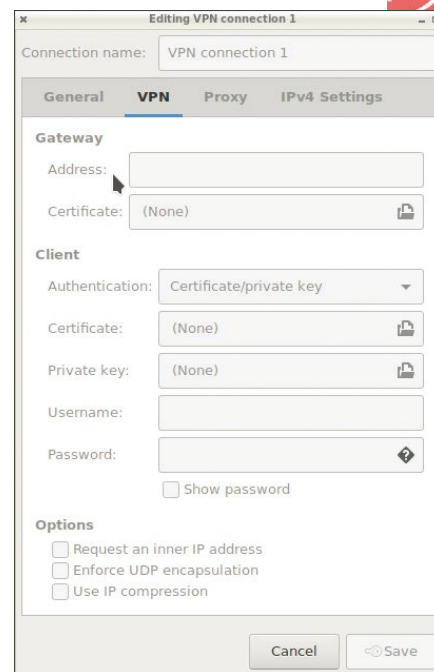 Editing VPN connection 1
Connection name: VPN connection 1
General VPN Proxy IPv4 Settings
Gateway
Address:
Certificate: (None)
Client
Authentication: Certificate/private key
Certificate: (None)
Private key: (None)
Username:
Password:
Show password
Options
Request an inner IP address
Enforce UDP encapsulation
Use IP compression
Cancel Save